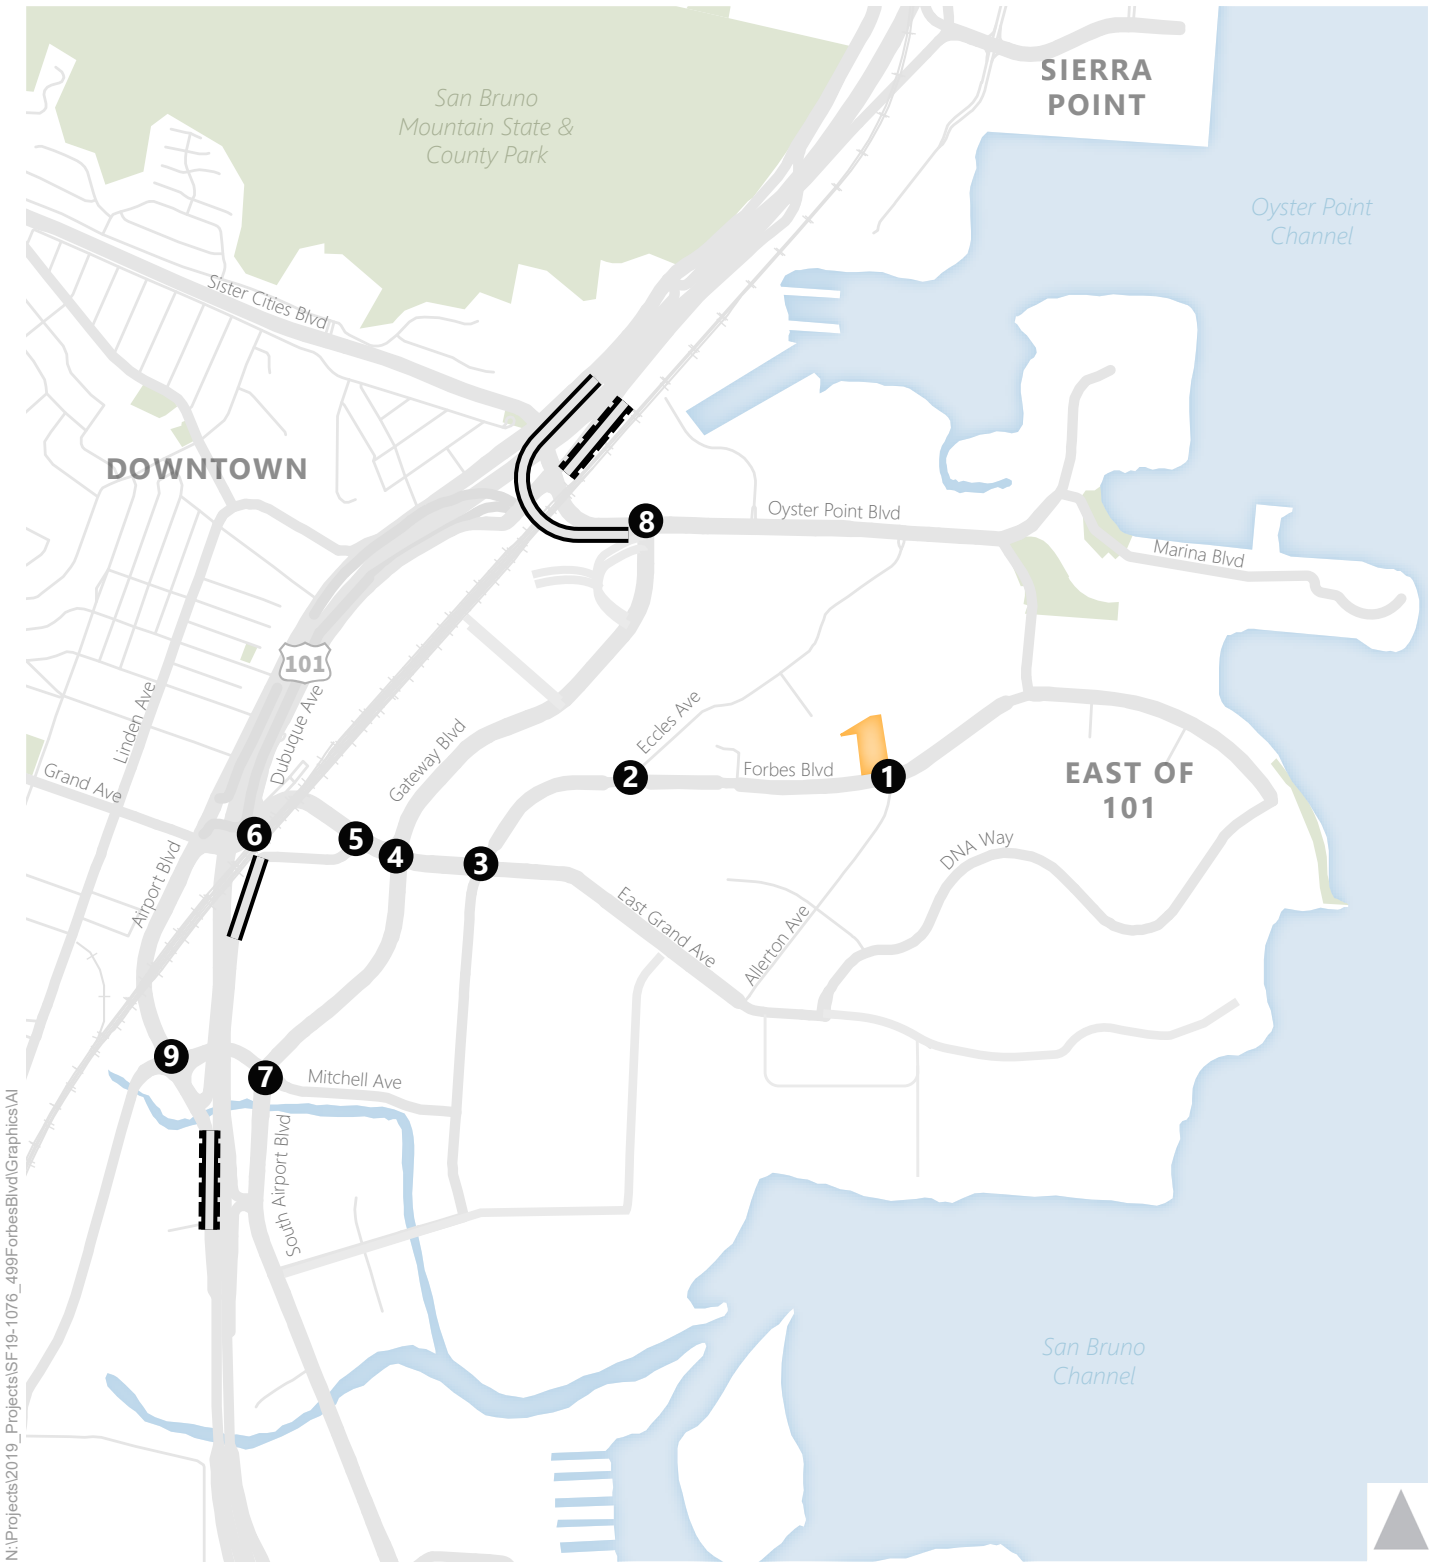 SIERRA
POINT
San Bruno
Mountain State &
County Park
Oyster Point
Channel
Sister Cities Blvd
DOWNTOWN
8
Oyster Point Blvd
Marina Blvd
101
Linden Ave
Dubuque Ave
Eccles Ave
Gateway Blvd
Grand Ave
2
Forbes Blvd
1
EAST OF
101
6
5
4
3
DNA Way
Airport Blvd
East Grand Ave
Allerton Ave
9
7
Mitchell Ave
South Airport Blvd
San Bruno
Channel
N:\Projects\2019_Projects\SF19-1076_499ForbesBlvd\Graphics\AI